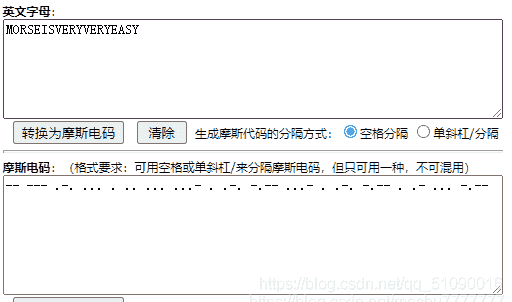 英文字母:
MORSEISVERYVERYEASY
转换为摩斯电码 清除 生成摩斯代码的分隔方式: 空格分隔 单斜杠/分隔
摩斯电码: (格式要求: 可用空格或单斜杠/来分隔摩斯电码, 但只可用一种, 不可混用)
-- --- .-. ... . .. ... ...- . .-. -.-- ...- . .-. -.-- . .- ... -.--
https://blog.csdn.net/qq_51090016